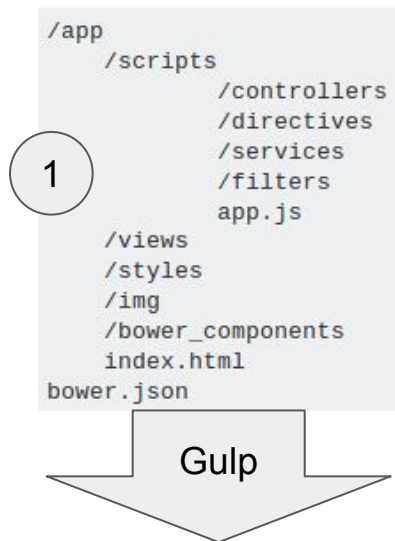 /app
/scripts
/controllers
/directives
/services
/filters
1
app.js
/views
/styles
/img
/bower_components
index.html
bower.json
Gulp